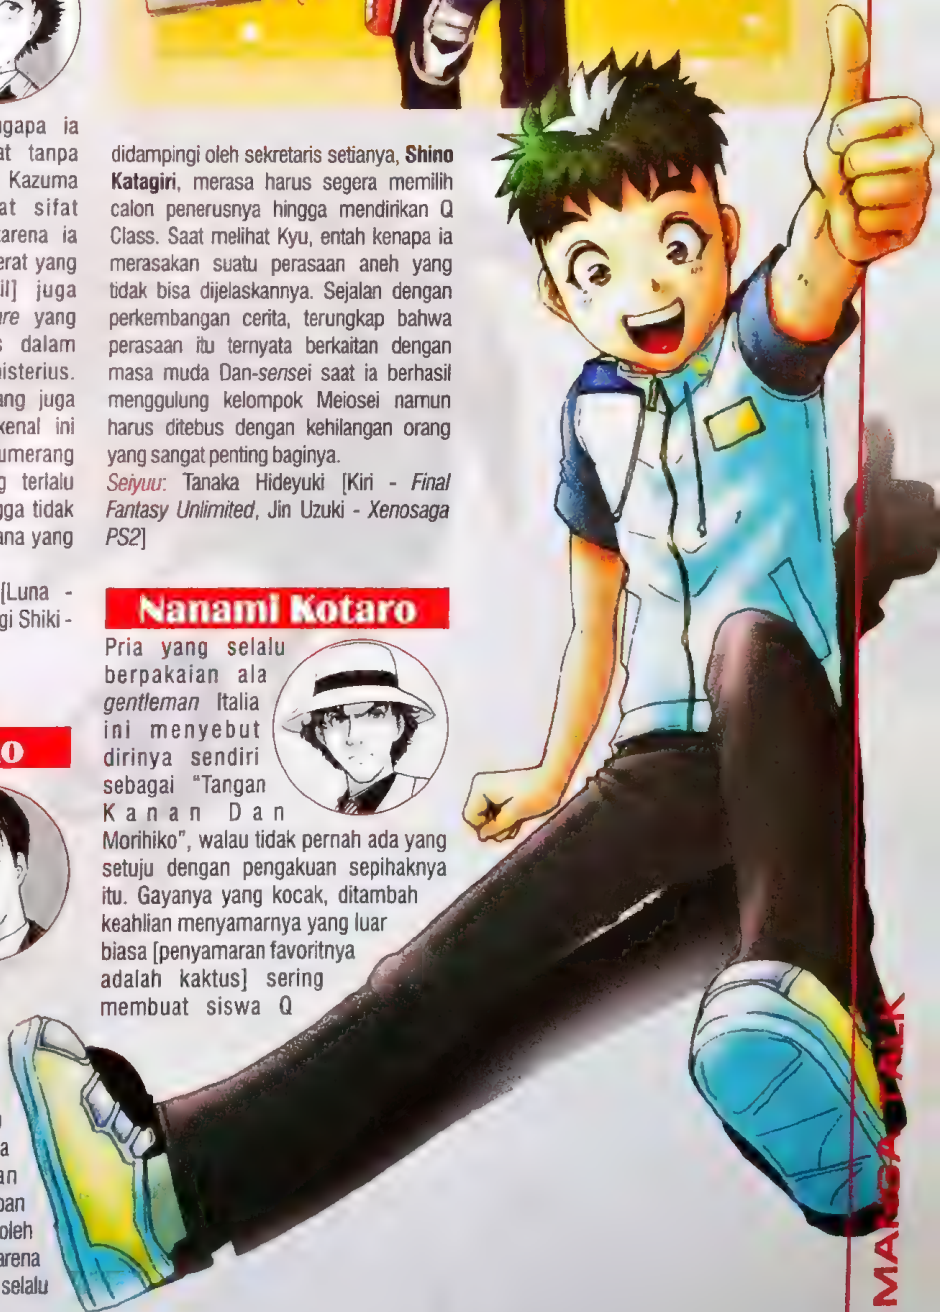 gapa ia
at tanpa
Kazuma
at sifat
arena ia
erat yang
il] juga
are yang
s dalam
isterius.
ang juga
kenal ini
umerang
g terlalu
gga tidak
ana yang
[Luna -
gi Shiki -
o
a
an
oan
oleh
arena
selalu
didampingi oleh sekretaris setianya, Shino
Katagiri, merasa harus segera memilih
calon penerusnya hingga mendirikan Q
Class. Saat melihat Kyu, entah kenapa ia
merasakan suatu perasaan aneh yang
tidak bisa dijelaskannya. Sejalan dengan
perkembangan cerita, terungkap bahwa
perasaan itu ternyata berkaitan dengan
masa muda Dan-sensei saat ia berhasil
menggulung kelompok Meiosei namun
harus ditebus dengan kehilangan orang
yang sangat penting baginya.
Seiyuu: Tanaka Hideyuki [Kiri - Final
Fantasy Unlimited, Jin Uzuki - Xenosaga
PS2]
Nanami Kotaro
Pria yang selalu
berpakaian ala
gentleman Italia
ini menyebut
dirinya sendiri
sebagai "Tangan
Kanan Dan
Morihiko", walau tidak pernah ada yang
setuju dengan pengakuan sepihaknya
itu. Gayanya yang kocak, ditambah
keahlian menyamarnya yang luar
biasa [penyamaran favoritnya
adalah kaktus] sering
membuat siswa Q
MANGA TALK